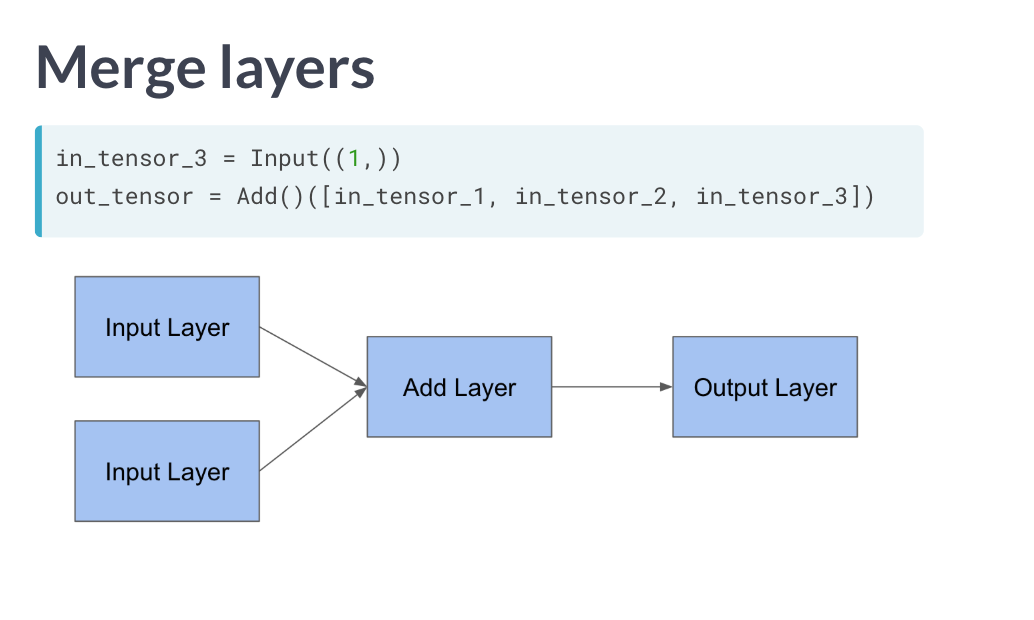 Merge layers
in_tensor_3 = Input((1,))
out_tensor = Add()([in_tensor_1, in_tensor_2, in_tensor_3])
Input Layer
Add Layer
Output Layer
Input Layer